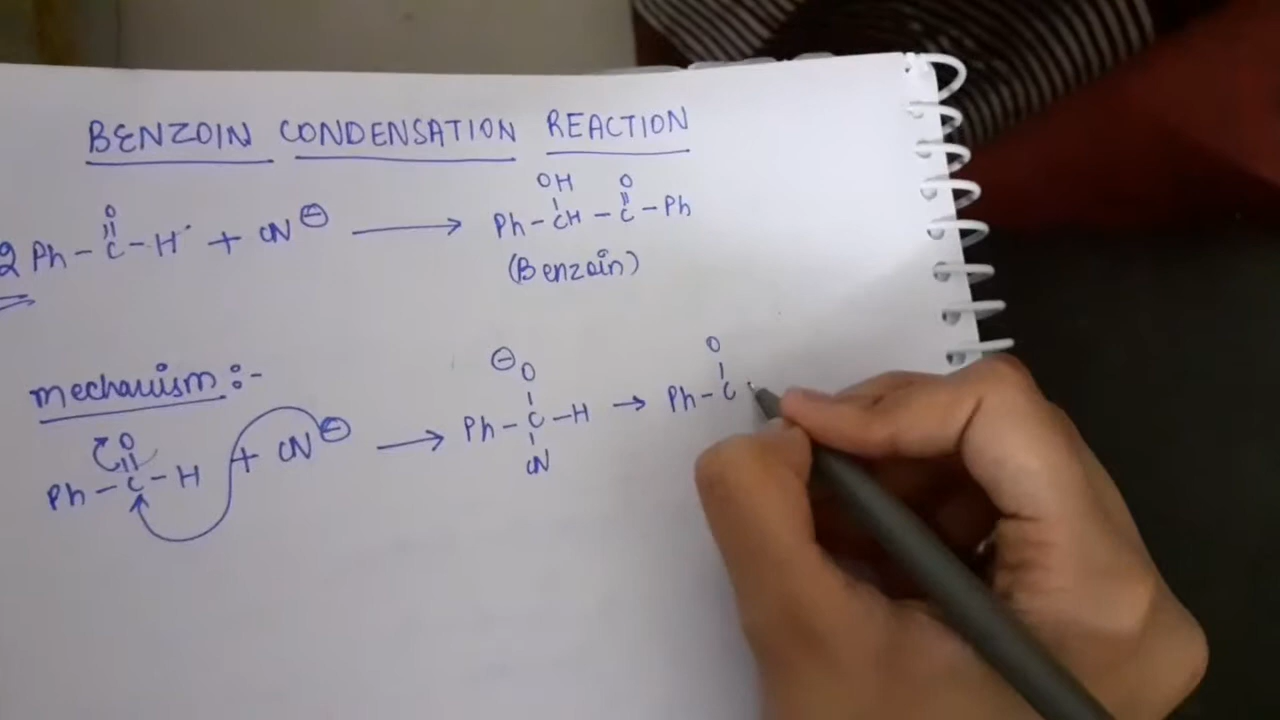 BENZOIN CONDENSATION REACTION
OH O
O ||
2 Ph - C - H + CN ⊖ ⟶ Ph - CH - C - Ph
(Benzoin)
mechanism :-
⊖ O O
O Ph - C - H → Ph - C
Ph - C - H + CN ⊖ ⟶ CN